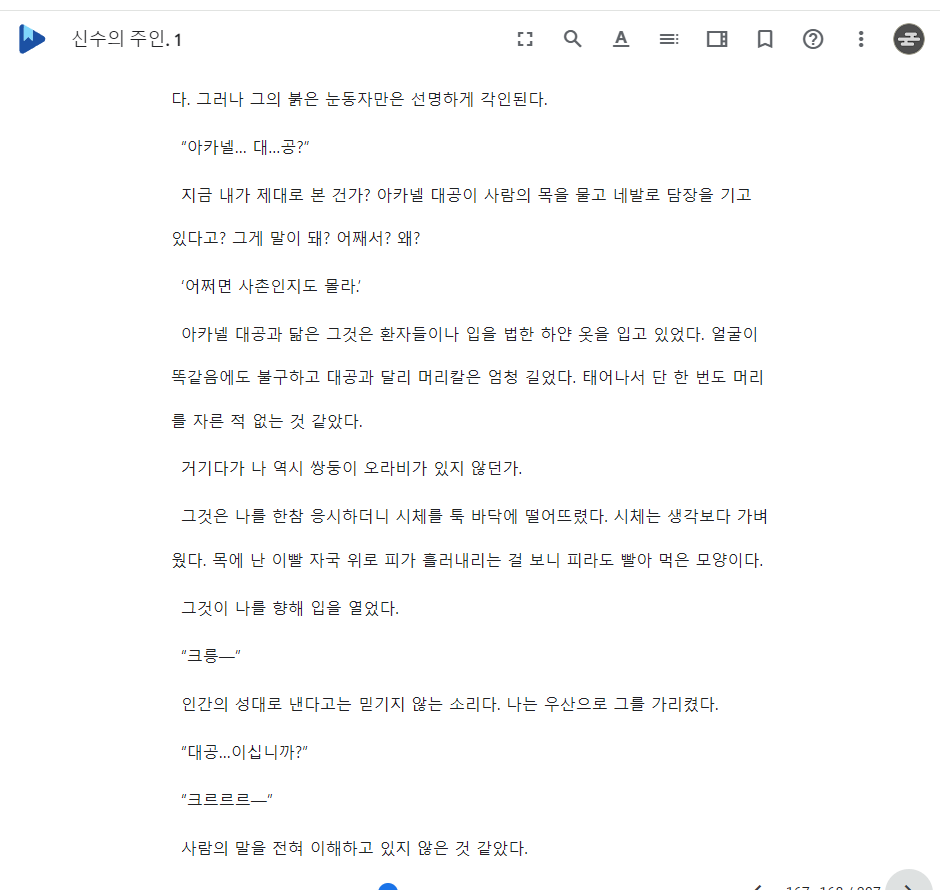 신수의 주인. 1
다. 그러나 그의 붉은 눈동자만은 선명하게 각인된다.
“아카넬... 대...공?”
지금 내가 제대로 본 건가? 아카넬 대공이 사람의 목을 물고 네발로 담장을 기고
있다고? 그게 말이 돼? 어째서? 왜?
‘어쩌면 사촌인지도 몰라.’
아카넬 대공과 닮은 그것은 환자들이나 입을 법한 하얀 옷을 입고 있었다. 얼굴이
똑같음에도 불구하고 대공과 달리 머리칼은 엄청 길었다. 태어나서 단 한 번도 머리
를 자른 적 없는 것 같았다.
거기다가 나 역시 쌍둥이 오라비가 있지 않던가.
그것은 나를 한참 응시하더니 시체를 툭 바닥에 떨어뜨렸다. 시체는 생각보다 가벼
웠다. 목에 난 이빨 자국 위로 피가 흘러내리는 걸 보니 피라도 빨아 먹은 모양이다.
그것이 나를 향해 입을 열었다.
“크릉—”
인간의 성대로 낸다고는 믿기지 않는 소리다. 나는 우산으로 그를 가리켰다.
“대공...이십니까?”
“크르르르—”
사람의 말을 전혀 이해하고 있지 않은 것 같았다.